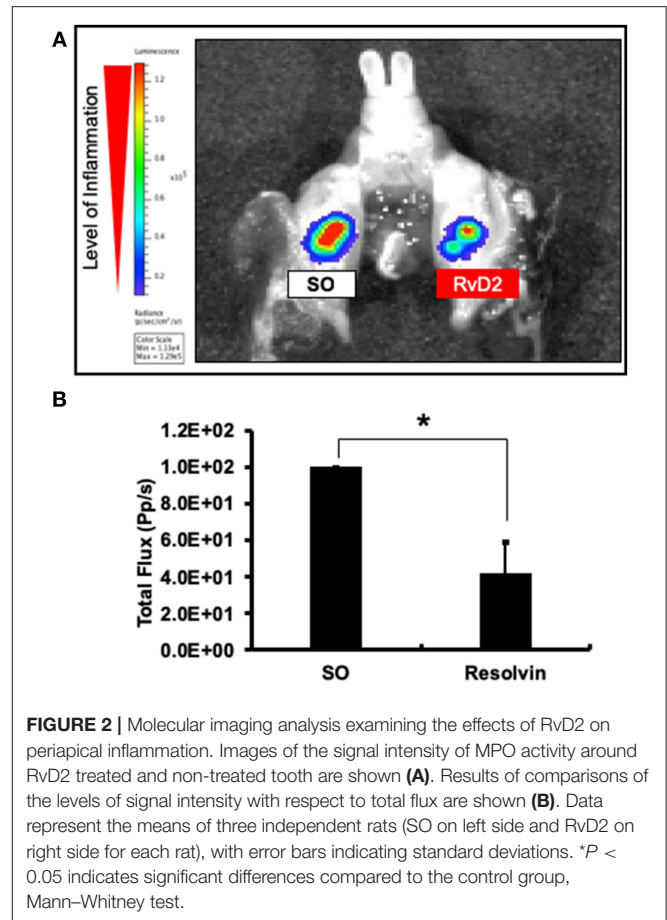 A
Level of Inflammation
Luminescence
1.2
1.0
0.8
x10⁵
0.6
0.4
0.2
Radiance
(p/sec/cm²/sr)
Color Scale
Min = 1.13e4
Max = 1.29e5
SO
RvD2
B
Total Flux (Pp/s)
1.2E+02
1.0E+02
8.0E+01
6.0E+01
4.0E+01
2.0E+01
0.0E+00
*
SO
Resolvin
FIGURE 2 | Molecular imaging analysis examining the effects of RvD2 on
periapical inflammation. Images of the signal intensity of MPO activity around
RvD2 treated and non-treated tooth are shown (A). Results of comparisons of
the levels of signal intensity with respect to total flux are shown (B). Data
represent the means of three independent rats (SO on left side and RvD2 on
right side for each rat), with error bars indicating standard deviations. *P <
0.05 indicates significant differences compared to the control group,
Mann–Whitney test.